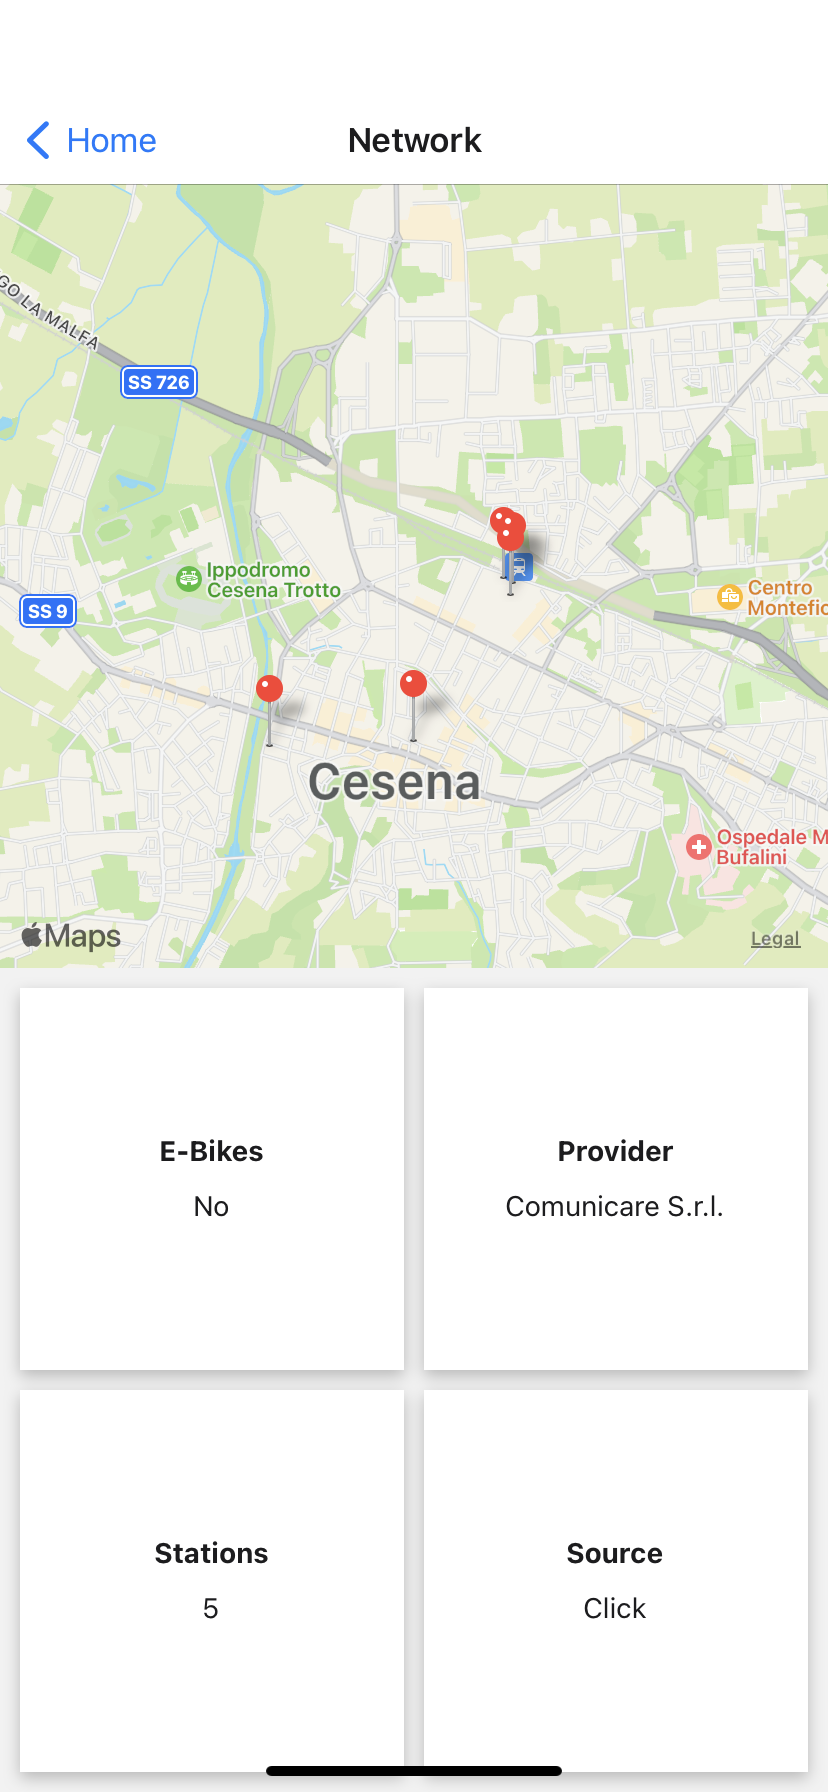 Home
Network
GO LA MALFA
SS 726
Ippodromo
Cesena Trotto
Centro
SS 9
Cesena
Ospedale M
Bufalini
Maps
Legal
E-Bikes
No
Provider
Comunicare S.r.l.
Stations
5
Source
Click